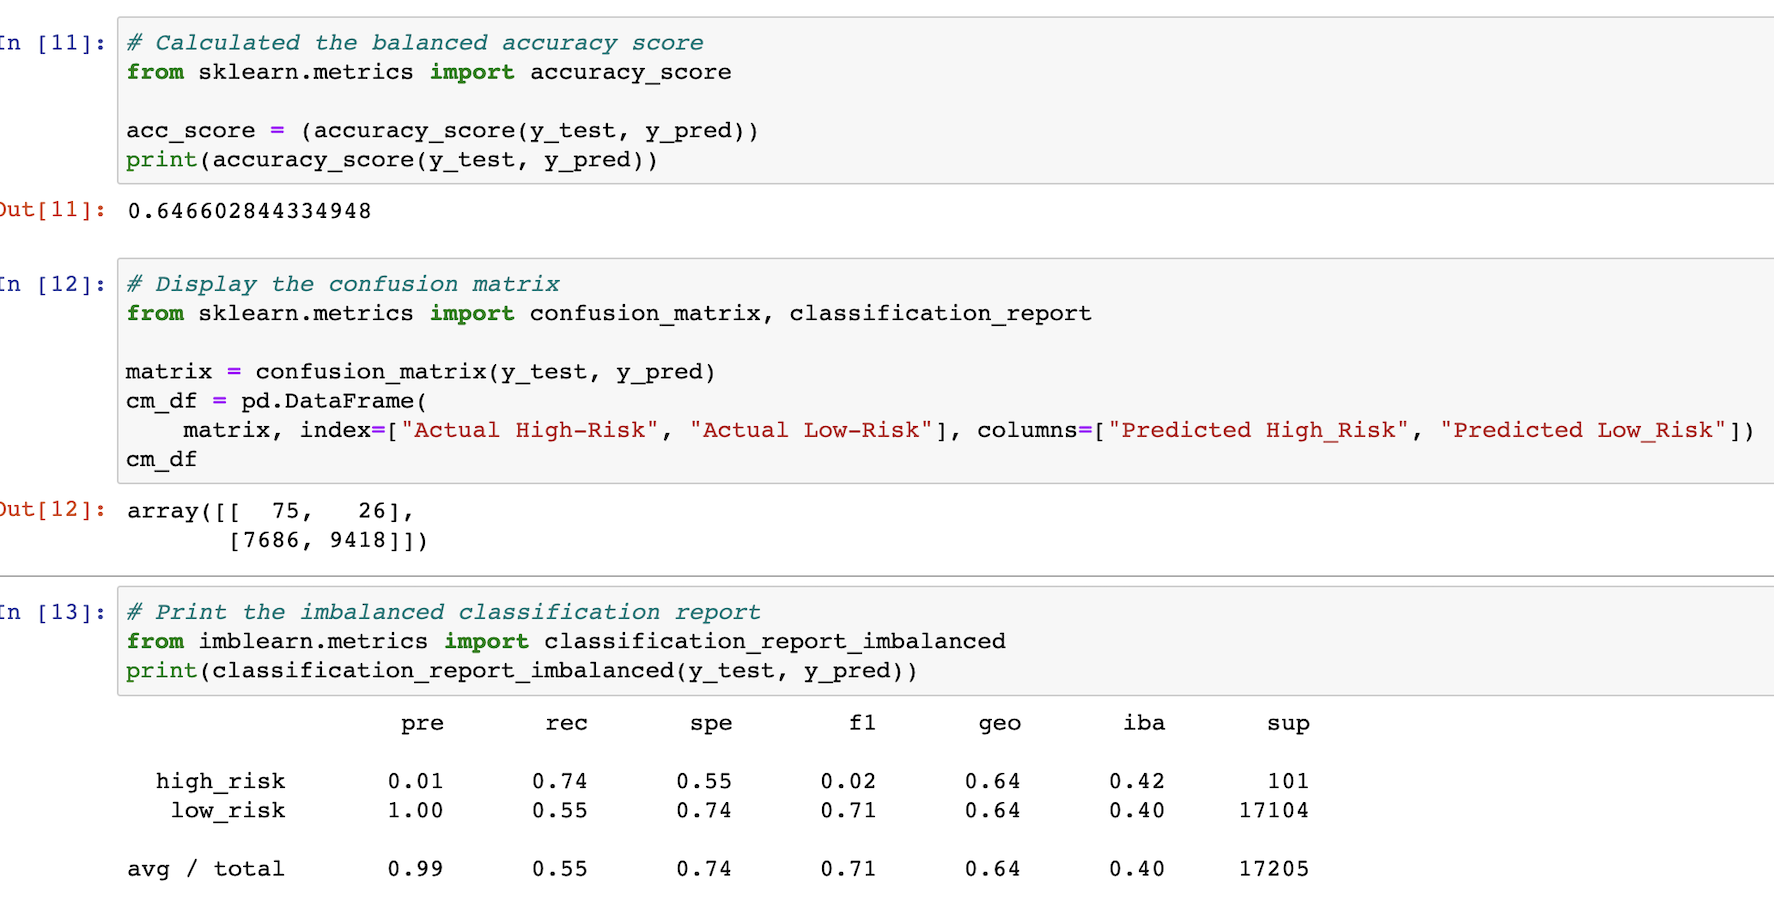 In [11]:
# Calculated the balanced accuracy score
from sklearn.metrics import accuracy_score
acc_score = (accuracy_score(y_test, y_pred))
print(accuracy_score(y_test, y_pred))
Out[11]: 0.646602844334948
In [12]:
# Display the confusion matrix
from sklearn.metrics import confusion_matrix, classification_report
matrix = confusion_matrix(y_test, y_pred)
cm_df = pd.DataFrame(
    matrix, index=["Actual High-Risk", "Actual Low-Risk"], columns=["Predicted High_Risk", "Predicted Low_Risk"])
cm_df
Out[12]: array([[  75,   26],
       [7686, 9418]])
In [13]:
# Print the imbalanced classification report
from imblearn.metrics import classification_report_imbalanced
print(classification_report_imbalanced(y_test, y_pred))
pre rec spe f1 geo iba sup
high_risk 0.01 0.74 0.55 0.02 0.64 0.42 101
low_risk 1.00 0.55 0.74 0.71 0.64 0.40 17104
avg / total 0.99 0.55 0.74 0.71 0.64 0.40 17205